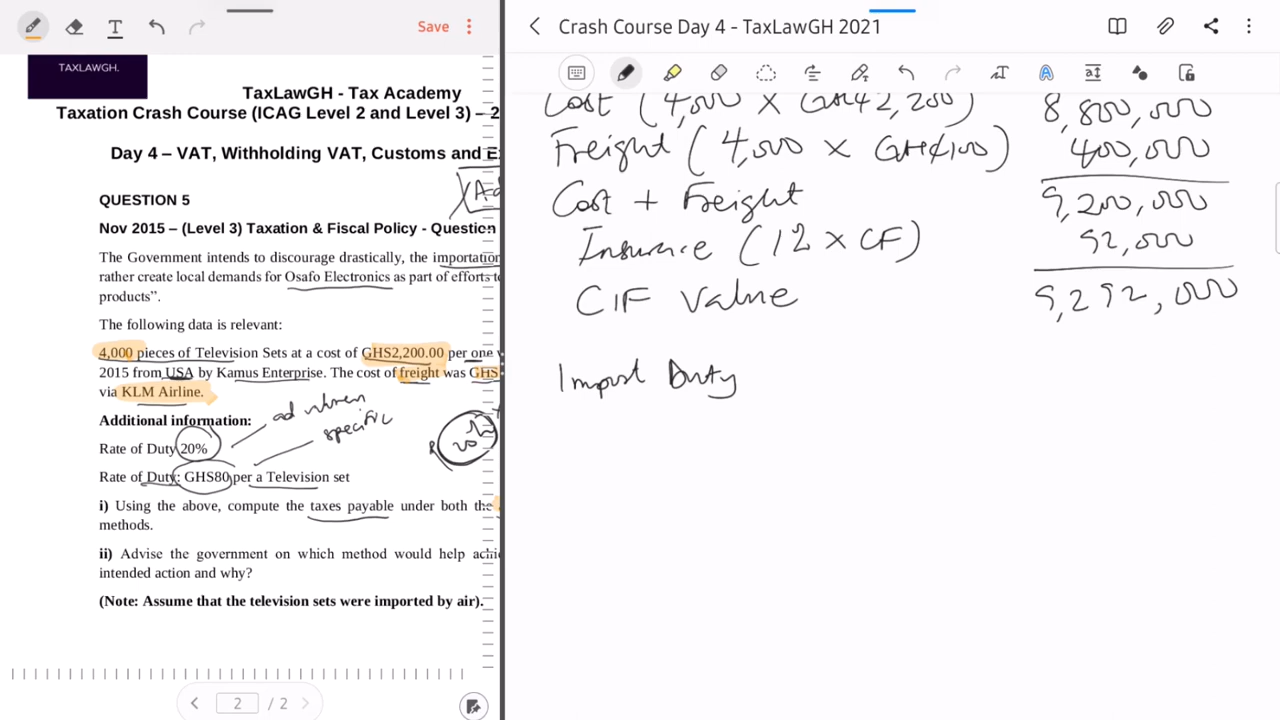 Save
Crash Course Day 4 - TaxLawGH 2021
TAXLAWGH.
TaxLawGH - Tax Academy
Taxation Crash Course (ICAG Level 2 and Level 3) – 2
Day 4 – VAT, Withholding VAT, Customs and E
QUESTION 5
Nov 2015 – (Level 3) Taxation & Fiscal Policy - Question
The Government intends to discourage drastically, the importation
rather create local demands for Osafo Electronics as part of efforts to
products”.
The following data is relevant:
4,000 pieces of Television Sets at a cost of GHS2,200.00 per one
2015 from USA by Kamus Enterprise. The cost of freight was GHS
via KLM Airline.
Additional information:
Rate of Duty 20%
ad valorem
specific
20%
Rate of Duty: GHS80 per a Television set
i) Using the above, compute the taxes payable under both the
methods.
ii) Advise the government on which method would help achie
intended action and why?
(Note: Assume that the television sets were imported by air).
2 / 2
Cost (4,000 x GH¢2,200) 8,800,000
Freight (4,000 x GH¢100) 400,000
Cost + Freight 9,200,000
Insurance (1% x CF) 92,000
CIF Value 9,292,000
Import Duty